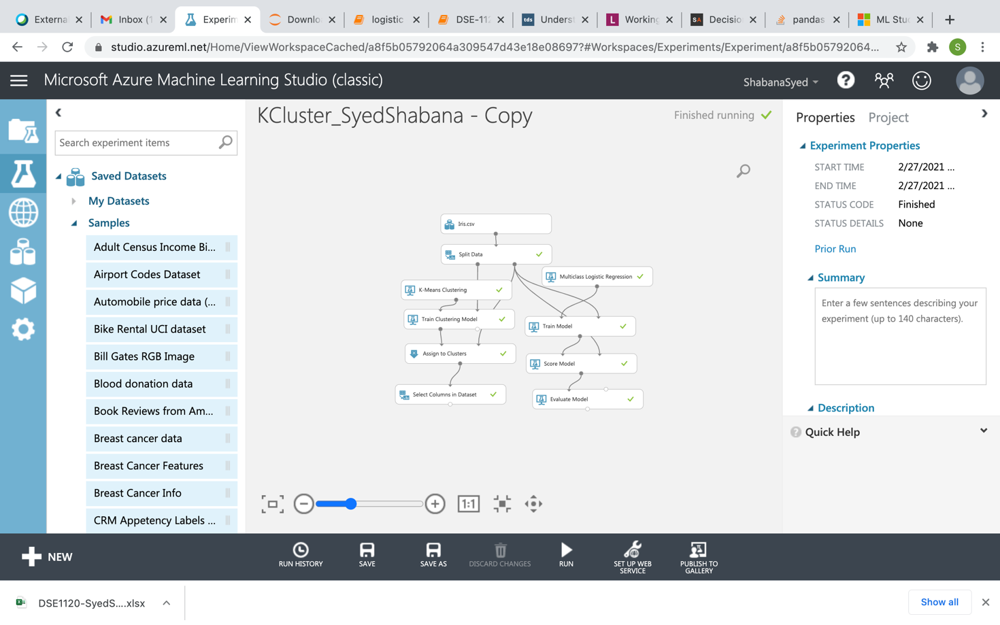 Externa
Inbox (1
Experim
Downlo
logistic
DSE-112
tds
Underst
L
Working
SA
Decisio
pandas
ML Stu
studio.azureml.net/Home/ViewWorkspaceCached/a8f5b05792064a309547d43e18e08697?#Workspaces/Experiments/Experiment/a8f5b05792064...
S
Microsoft Azure Machine Learning Studio (classic)
ShabanaSyed
Search experiment items
Saved Datasets
My Datasets
Samples
Adult Census Income Bi...
Airport Codes Dataset
Automobile price data (...
Bike Rental UCI dataset
Bill Gates RGB Image
Blood donation data
Book Reviews from Am...
Breast cancer data
Breast Cancer Features
Breast Cancer Info
CRM Appetency Labels ...
KCluster_SyedShabana - Copy
Finished running
Iris.csv
Split Data
Multiclass Logistic Regression
K-Means Clustering
Train Clustering Model
Train Model
Assign to Clusters
Score Model
Select Columns in Dataset
Evaluate Model
1:1
Properties Project
Experiment Properties
START TIME 2/27/2021 ...
END TIME 2/27/2021 ...
STATUS CODE Finished
STATUS DETAILS None
Prior Run
Summary
Enter a few sentences describing your
experiment (up to 140 characters).
Description
Quick Help
NEW
RUN HISTORY
SAVE
SAVE AS
DISCARD CHANGES
RUN
SET UP WEB
SERVICE
PUBLISH TO
GALLERY
DSE1120-SyedS....xlsx
Show all